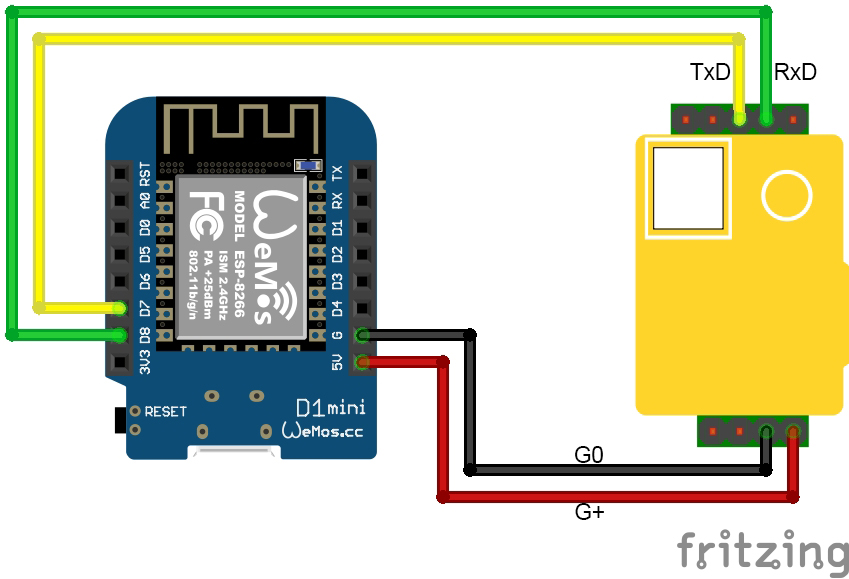 TxD RxD
RST
A0
D0
D5
D6
D7
D8
3V3
TX
RX
D1
D2
D3
D4
G
5V
WeMos
MODEL ESP-8266
ISM 2.4GHz
PA +25dBm
802.11b/g/n
FC
RESET
D1mini
WeMos.cc
G0
G+
fritzing